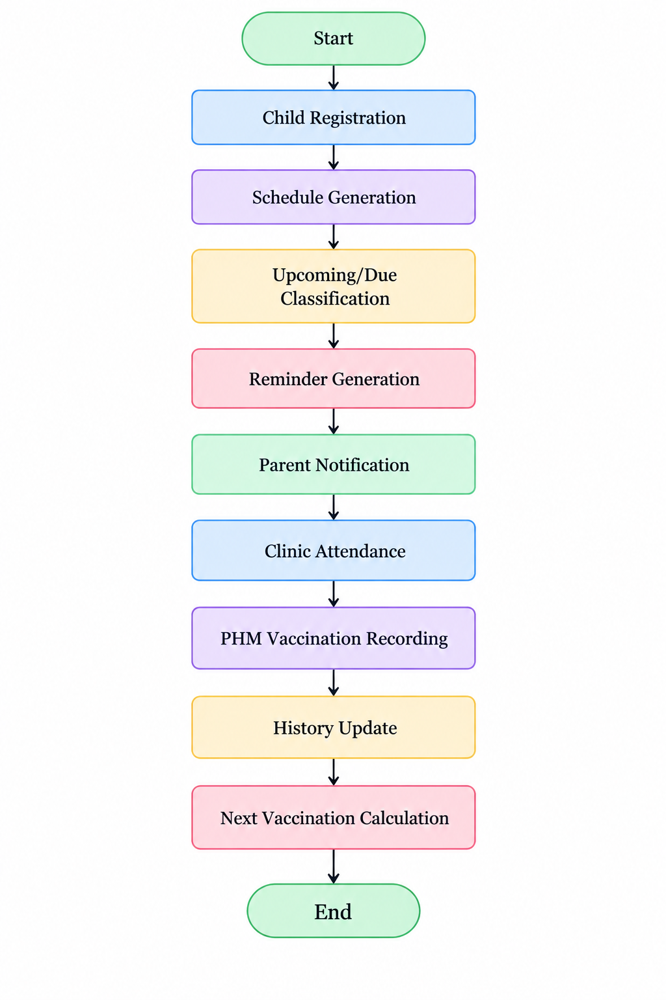 Start
Child Registration
Schedule Generation
Upcoming/Due
Classification
Reminder Generation
Parent Notification
Clinic Attendance
PHM Vaccination Recording
History Update
Next Vaccination Calculation
End